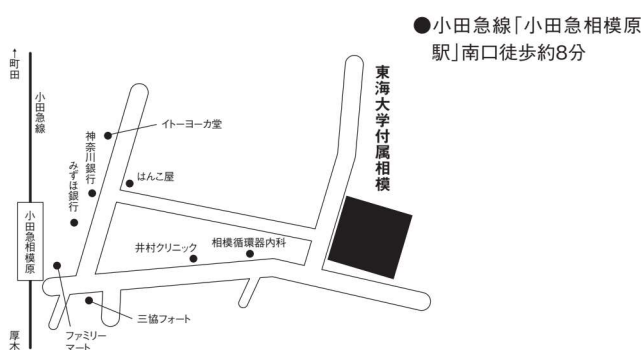 ●小田急線「小田急相模原
駅」南口徒歩約8分
↑町田
小田急線
小田急相模原
厚木
神奈川銀行
みずほ銀行
イトーヨーカ堂
はんこ屋
東海大学付属相模
井村クリニック
相模循環器内科
三協フォート
ファミリー
マート